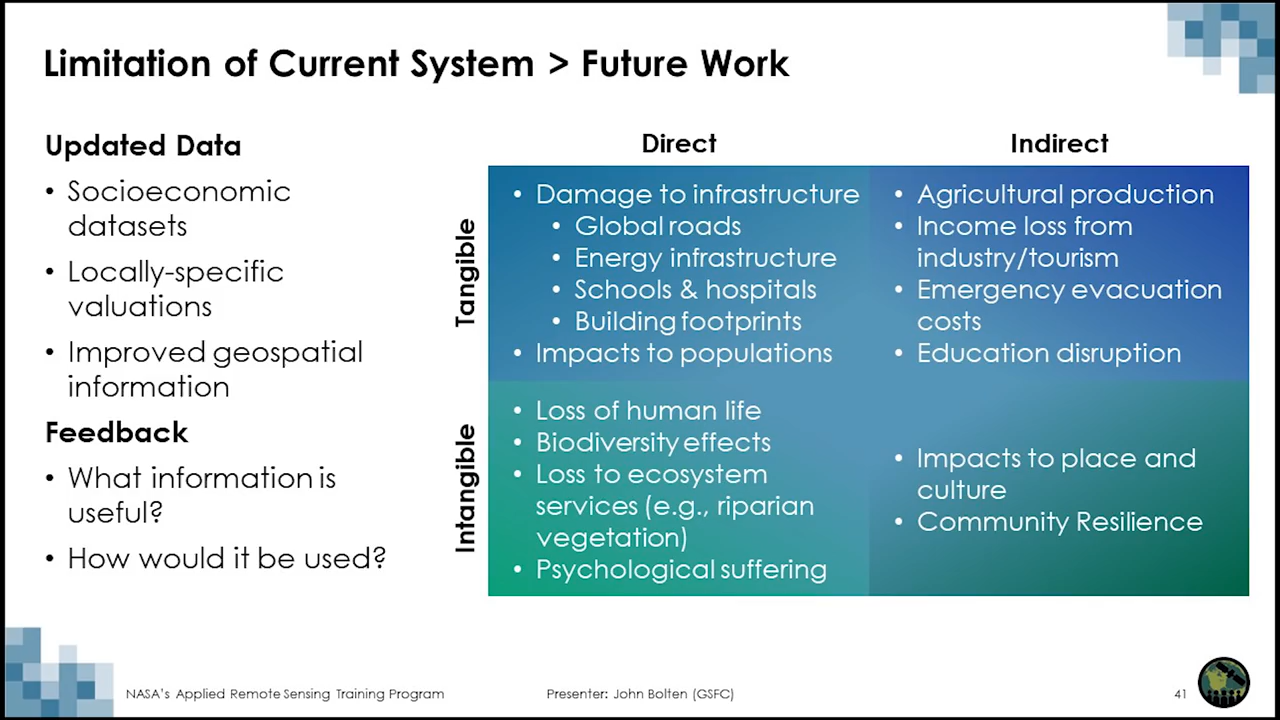 Limitation of Current System > Future Work
Updated Data
• Socioeconomic
datasets
• Locally-specific
valuations
• Improved geospatial
information
Feedback
• What information is
useful?
• How would it be used?
Direct
Indirect
Tangible
• Damage to infrastructure
• Global roads
• Energy infrastructure
• Schools & hospitals
• Building footprints
• Impacts to populations
• Agricultural production
• Income loss from
industry/tourism
• Emergency evacuation
costs
• Education disruption
Intangible
• Loss of human life
• Biodiversity effects
• Loss to ecosystem
services (e.g., riparian
vegetation)
• Psychological suffering
• Impacts to place and
culture
• Community Resilience
NASA's Applied Remote Sensing Training Program
Presenter: John Bolten (GSFC)
41